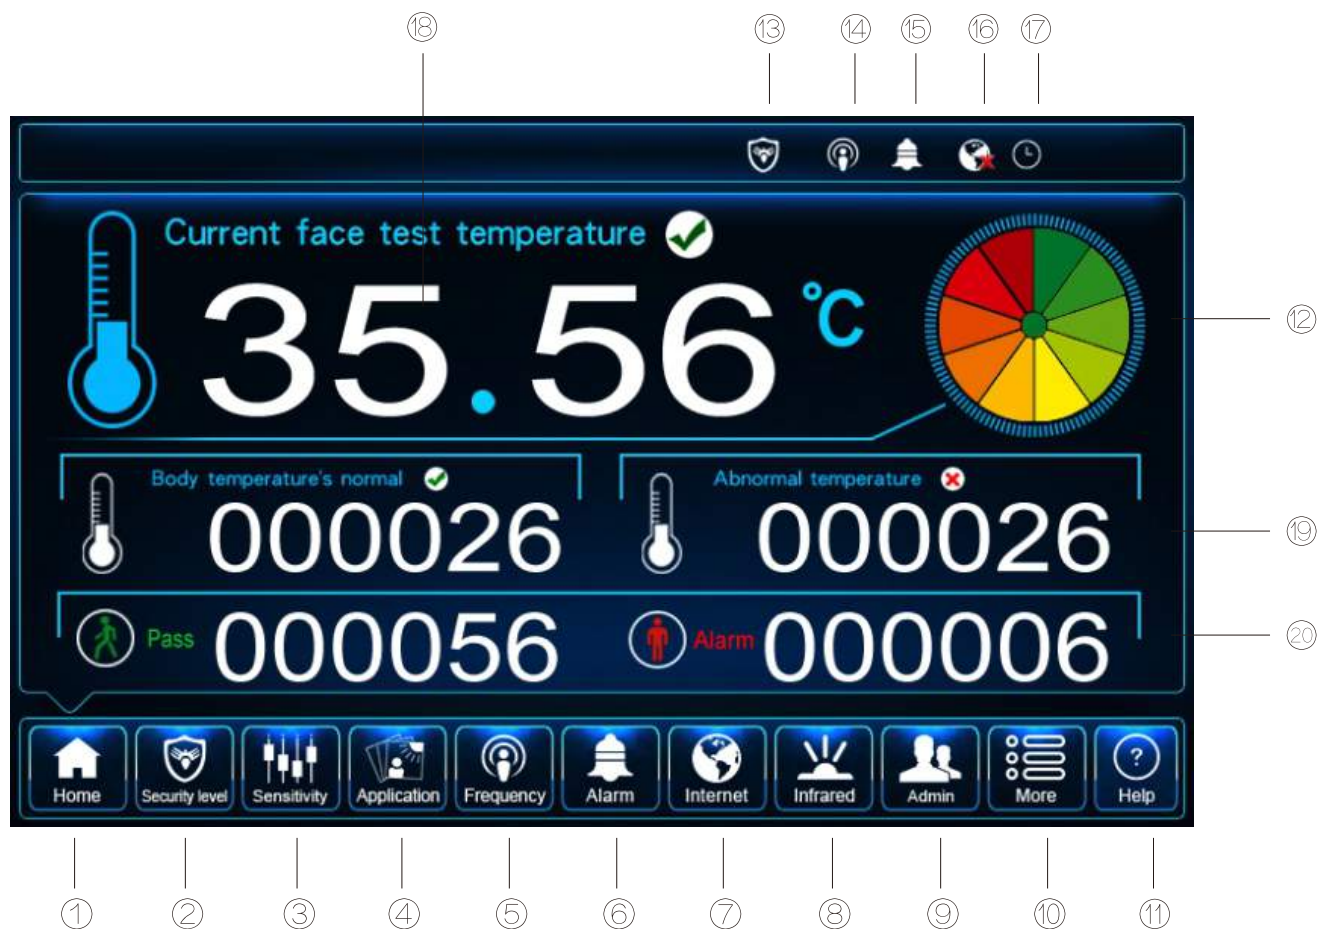 ⑱ ⑬ ⑭ ⑮ ⑯ ⑰
Current face test temperature
35.56 °C
⑫
Body temperature's normal
000026
Abnormal temperature
000026
⑲
Pass 000056
Alarm 000006
⑳
Home Security level Sensitivity Application Frequency Alarm Internet Infrared Admin More ? Help
① ② ③ ④ ⑤ ⑥ ⑦ ⑧ ⑨ ⑩ ⑪